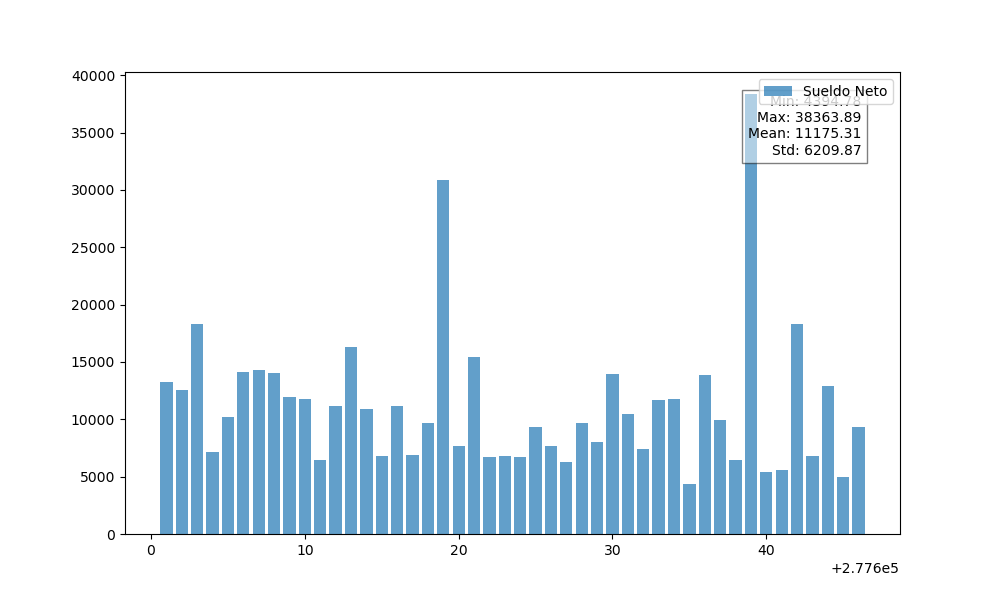 40000
35000
30000
25000
20000
15000
10000
5000
0
Sueldo Neto
Min: 4394.78
Max: 38363.89
Mean: 11175.31
Std: 6209.87
0 10 20 30 40
+2.776e5